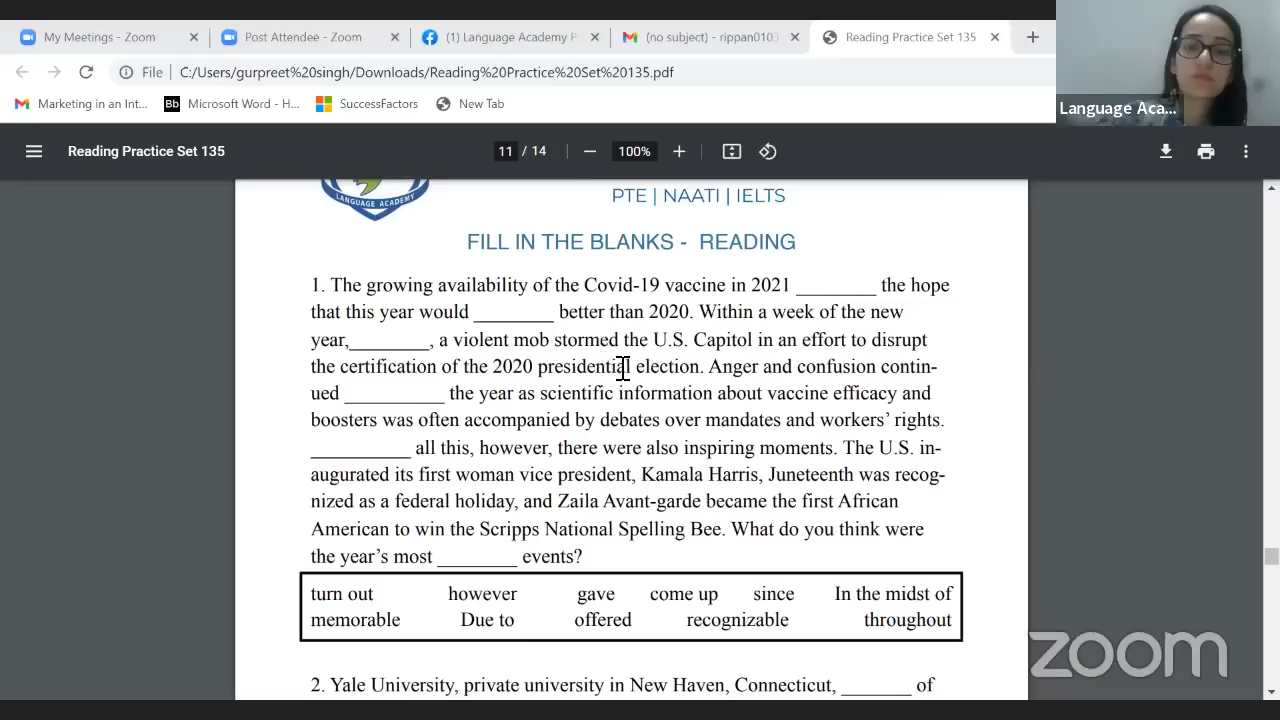 My Meetings - Zoom
Post Attendee - Zoom
(1) Language Academy P
(no subject) - rippan0103
Reading Practice Set 135
File
C:/Users/gurpreet%20singh/Downloads/Reading%20Practice%20Set%20135.pdf
Marketing in an Int...
Bb Microsoft Word - H...
SuccessFactors
New Tab
Language Aca...
Reading Practice Set 135
11 / 14
100%
LANGUAGE ACADEMY
PTE | NAATI | IELTS
FILL IN THE BLANKS - READING
1. The growing availability of the Covid-19 vaccine in 2021 ________ the hope
that this year would ________ better than 2020. Within a week of the new
year,________, a violent mob stormed the U.S. Capitol in an effort to disrupt
the certification of the 2020 presidential election. Anger and confusion contin-
ued __________ the year as scientific information about vaccine efficacy and
boosters was often accompanied by debates over mandates and workers' rights.
__________ all this, however, there were also inspiring moments. The U.S. in-
augurated its first woman vice president, Kamala Harris, Juneteenth was recog-
nized as a federal holiday, and Zaila Avant-garde became the first African
American to win the Scripps National Spelling Bee. What do you think were
the year's most ________ events?
turn out however gave come up since In the midst of
memorable Due to offered recognizable throughout
2. Yale University, private university in New Haven, Connecticut, _______ of
zoom